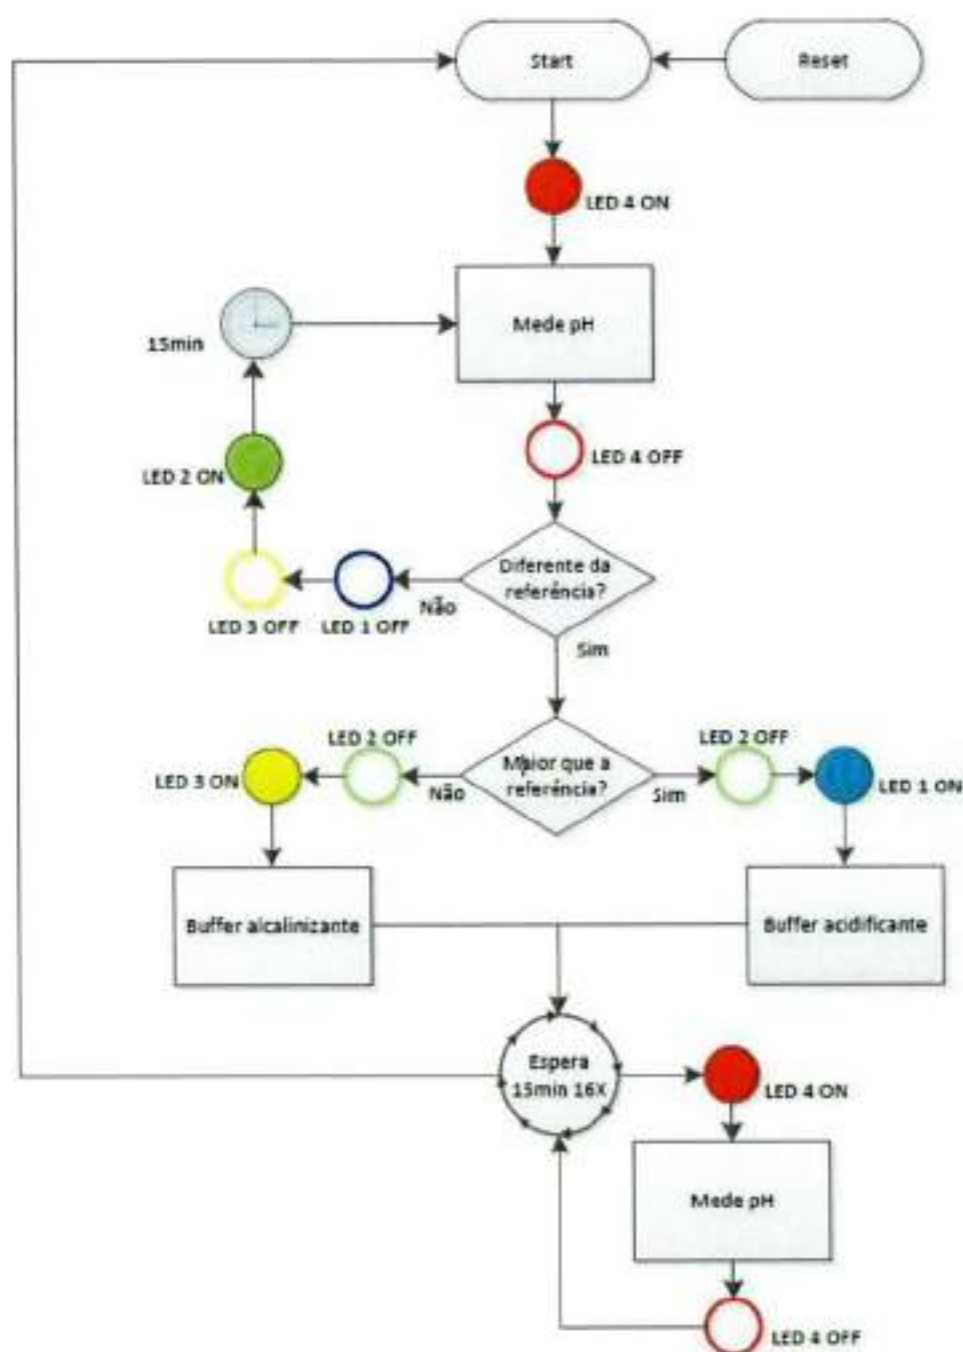 Start
Reset
LED 4 ON
Mede pH
15min
LED 4 OFF
LED 2 ON
Diferente da
referência?
Não
LED 3 OFF
LED 1 OFF
Sim
LED 2 OFF
LED 2 OFF
LED 3 ON
Não
Maior que a
referência?
Sim
LED 1 ON
Buffer alcalinizante
Buffer acidificante
Espera
15min 16X
LED 4 ON
Mede pH
LED 4 OFF